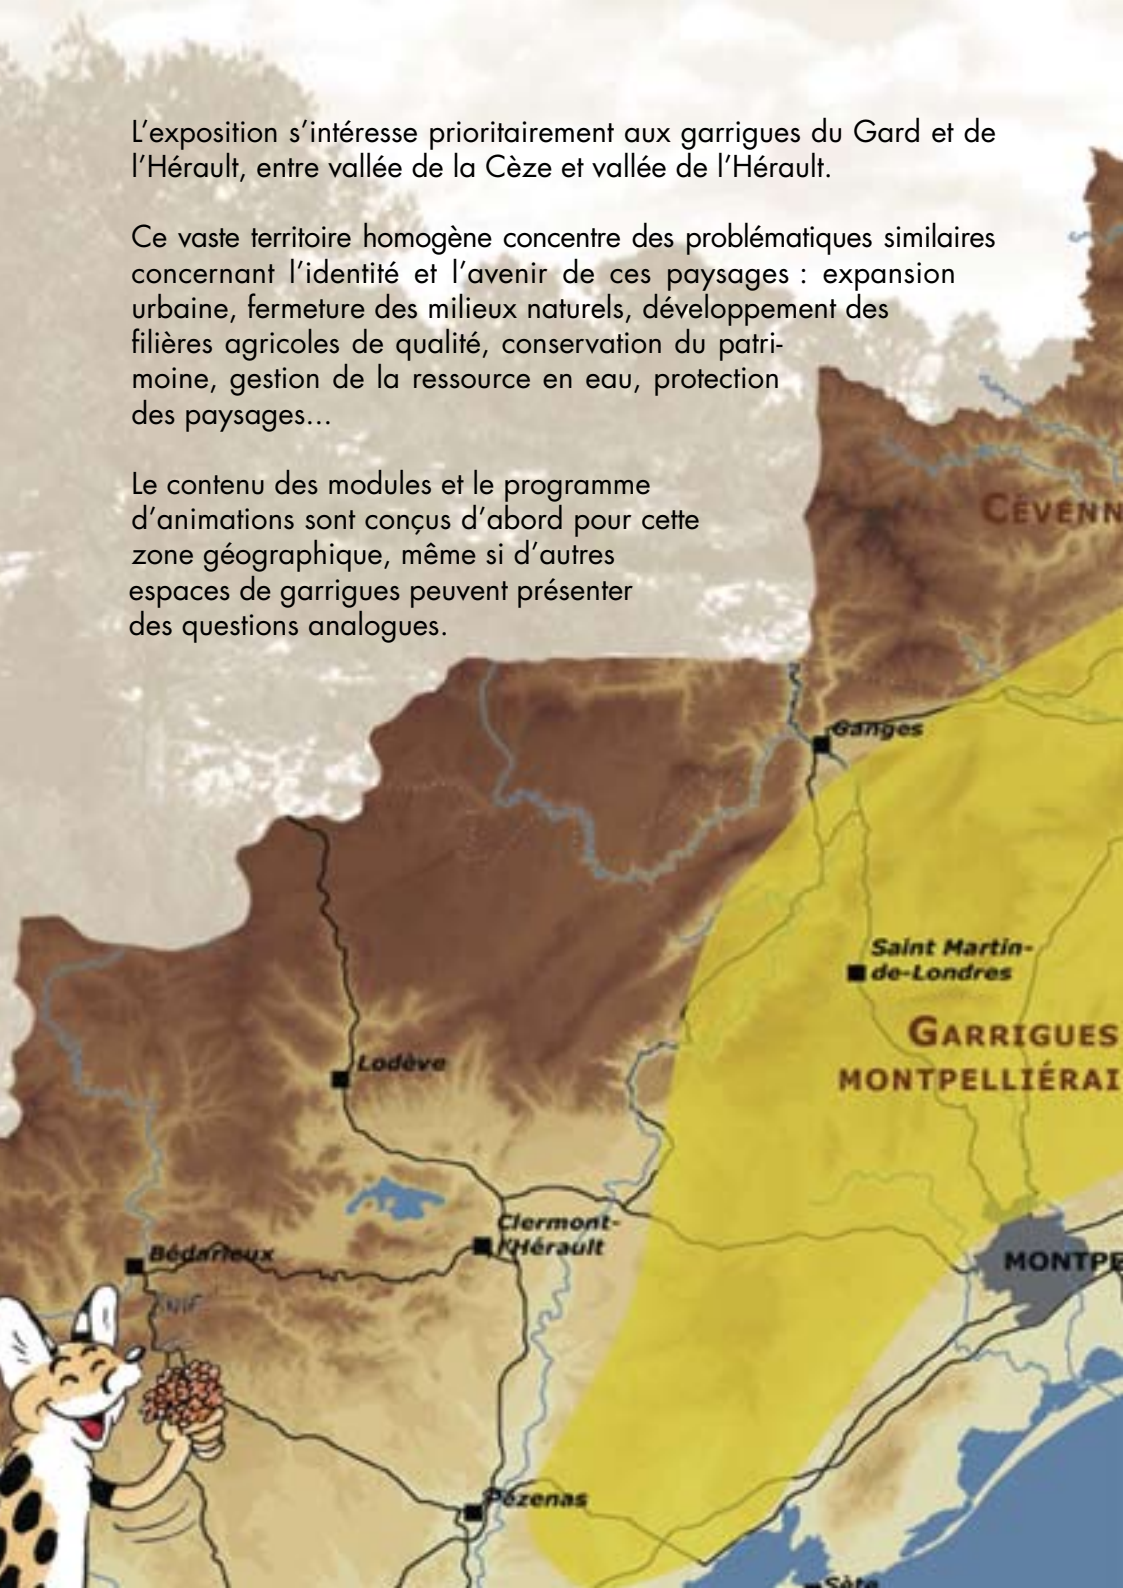 L'exposition s'intéresse prioritairement aux garrigues du Gard et de
l'Hérault, entre vallée de la Cèze et vallée de l'Hérault.
Ce vaste territoire homogène concentre des problématiques similaires
concernant l'identité et l'avenir de ces paysages : expansion
urbaine, fermeture des milieux naturels, développement des
filières agricoles de qualité, conservation du patri-
moine, gestion de la ressource en eau, protection
des paysages...
Le contenu des modules et le programme
d'animations sont conçus d'abord pour cette
zone géographique, même si d'autres
espaces de garrigues peuvent présenter
des questions analogues.
CÉVENN
Ganges
Saint Martin-
de-Londres
GARRIGUES
MONTPELLIÉRAI
Lodève
Clermont-
l'Hérault
Bédarieux
SNIF
MONTPE
Pézenas
Sète